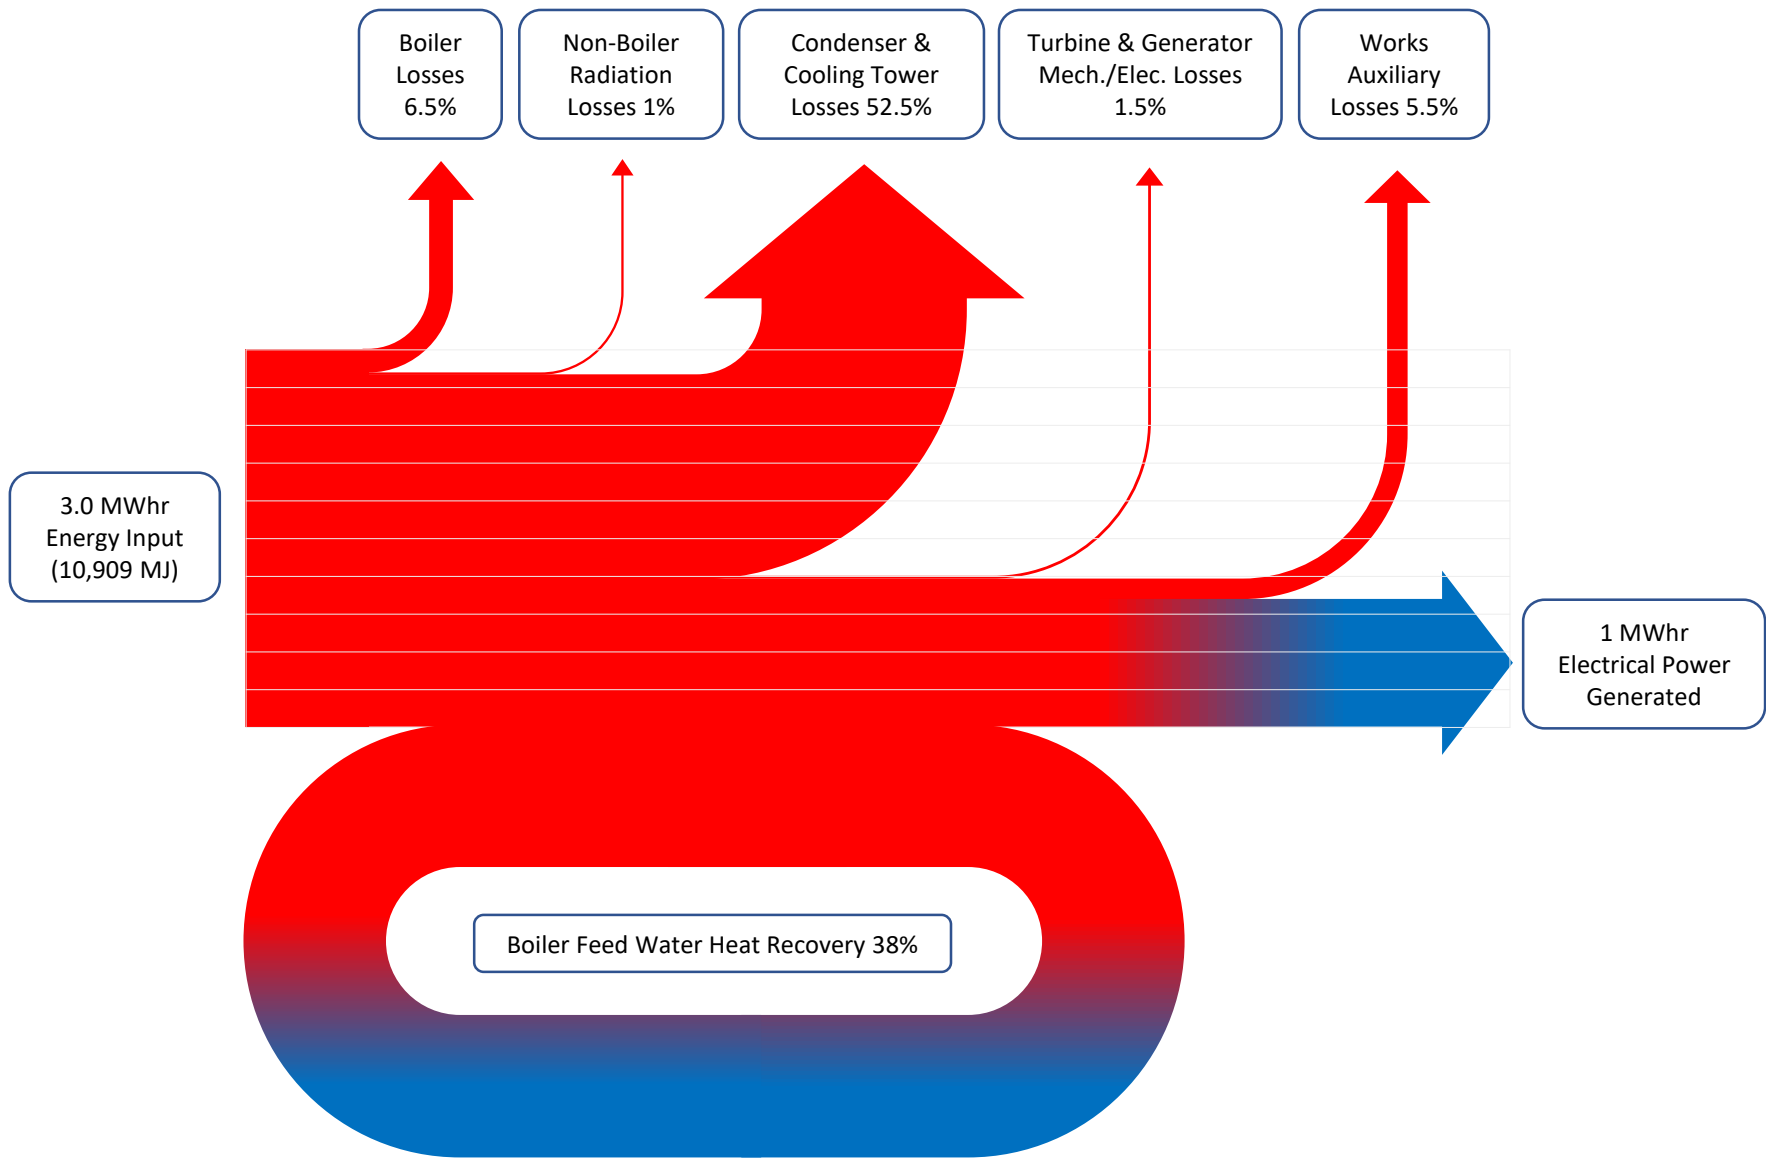 Boiler
Losses
6.5%
Non-Boiler
Radiation
Losses 1%
Condenser &
Cooling Tower
Losses 52.5%
Turbine & Generator
Mech./Elec. Losses
1.5%
Works
Auxiliary
Losses 5.5%
3.0 MWhr
Energy Input
(10,909 MJ)
1 MWhr
Electrical Power
Generated
Boiler Feed Water Heat Recovery 38%